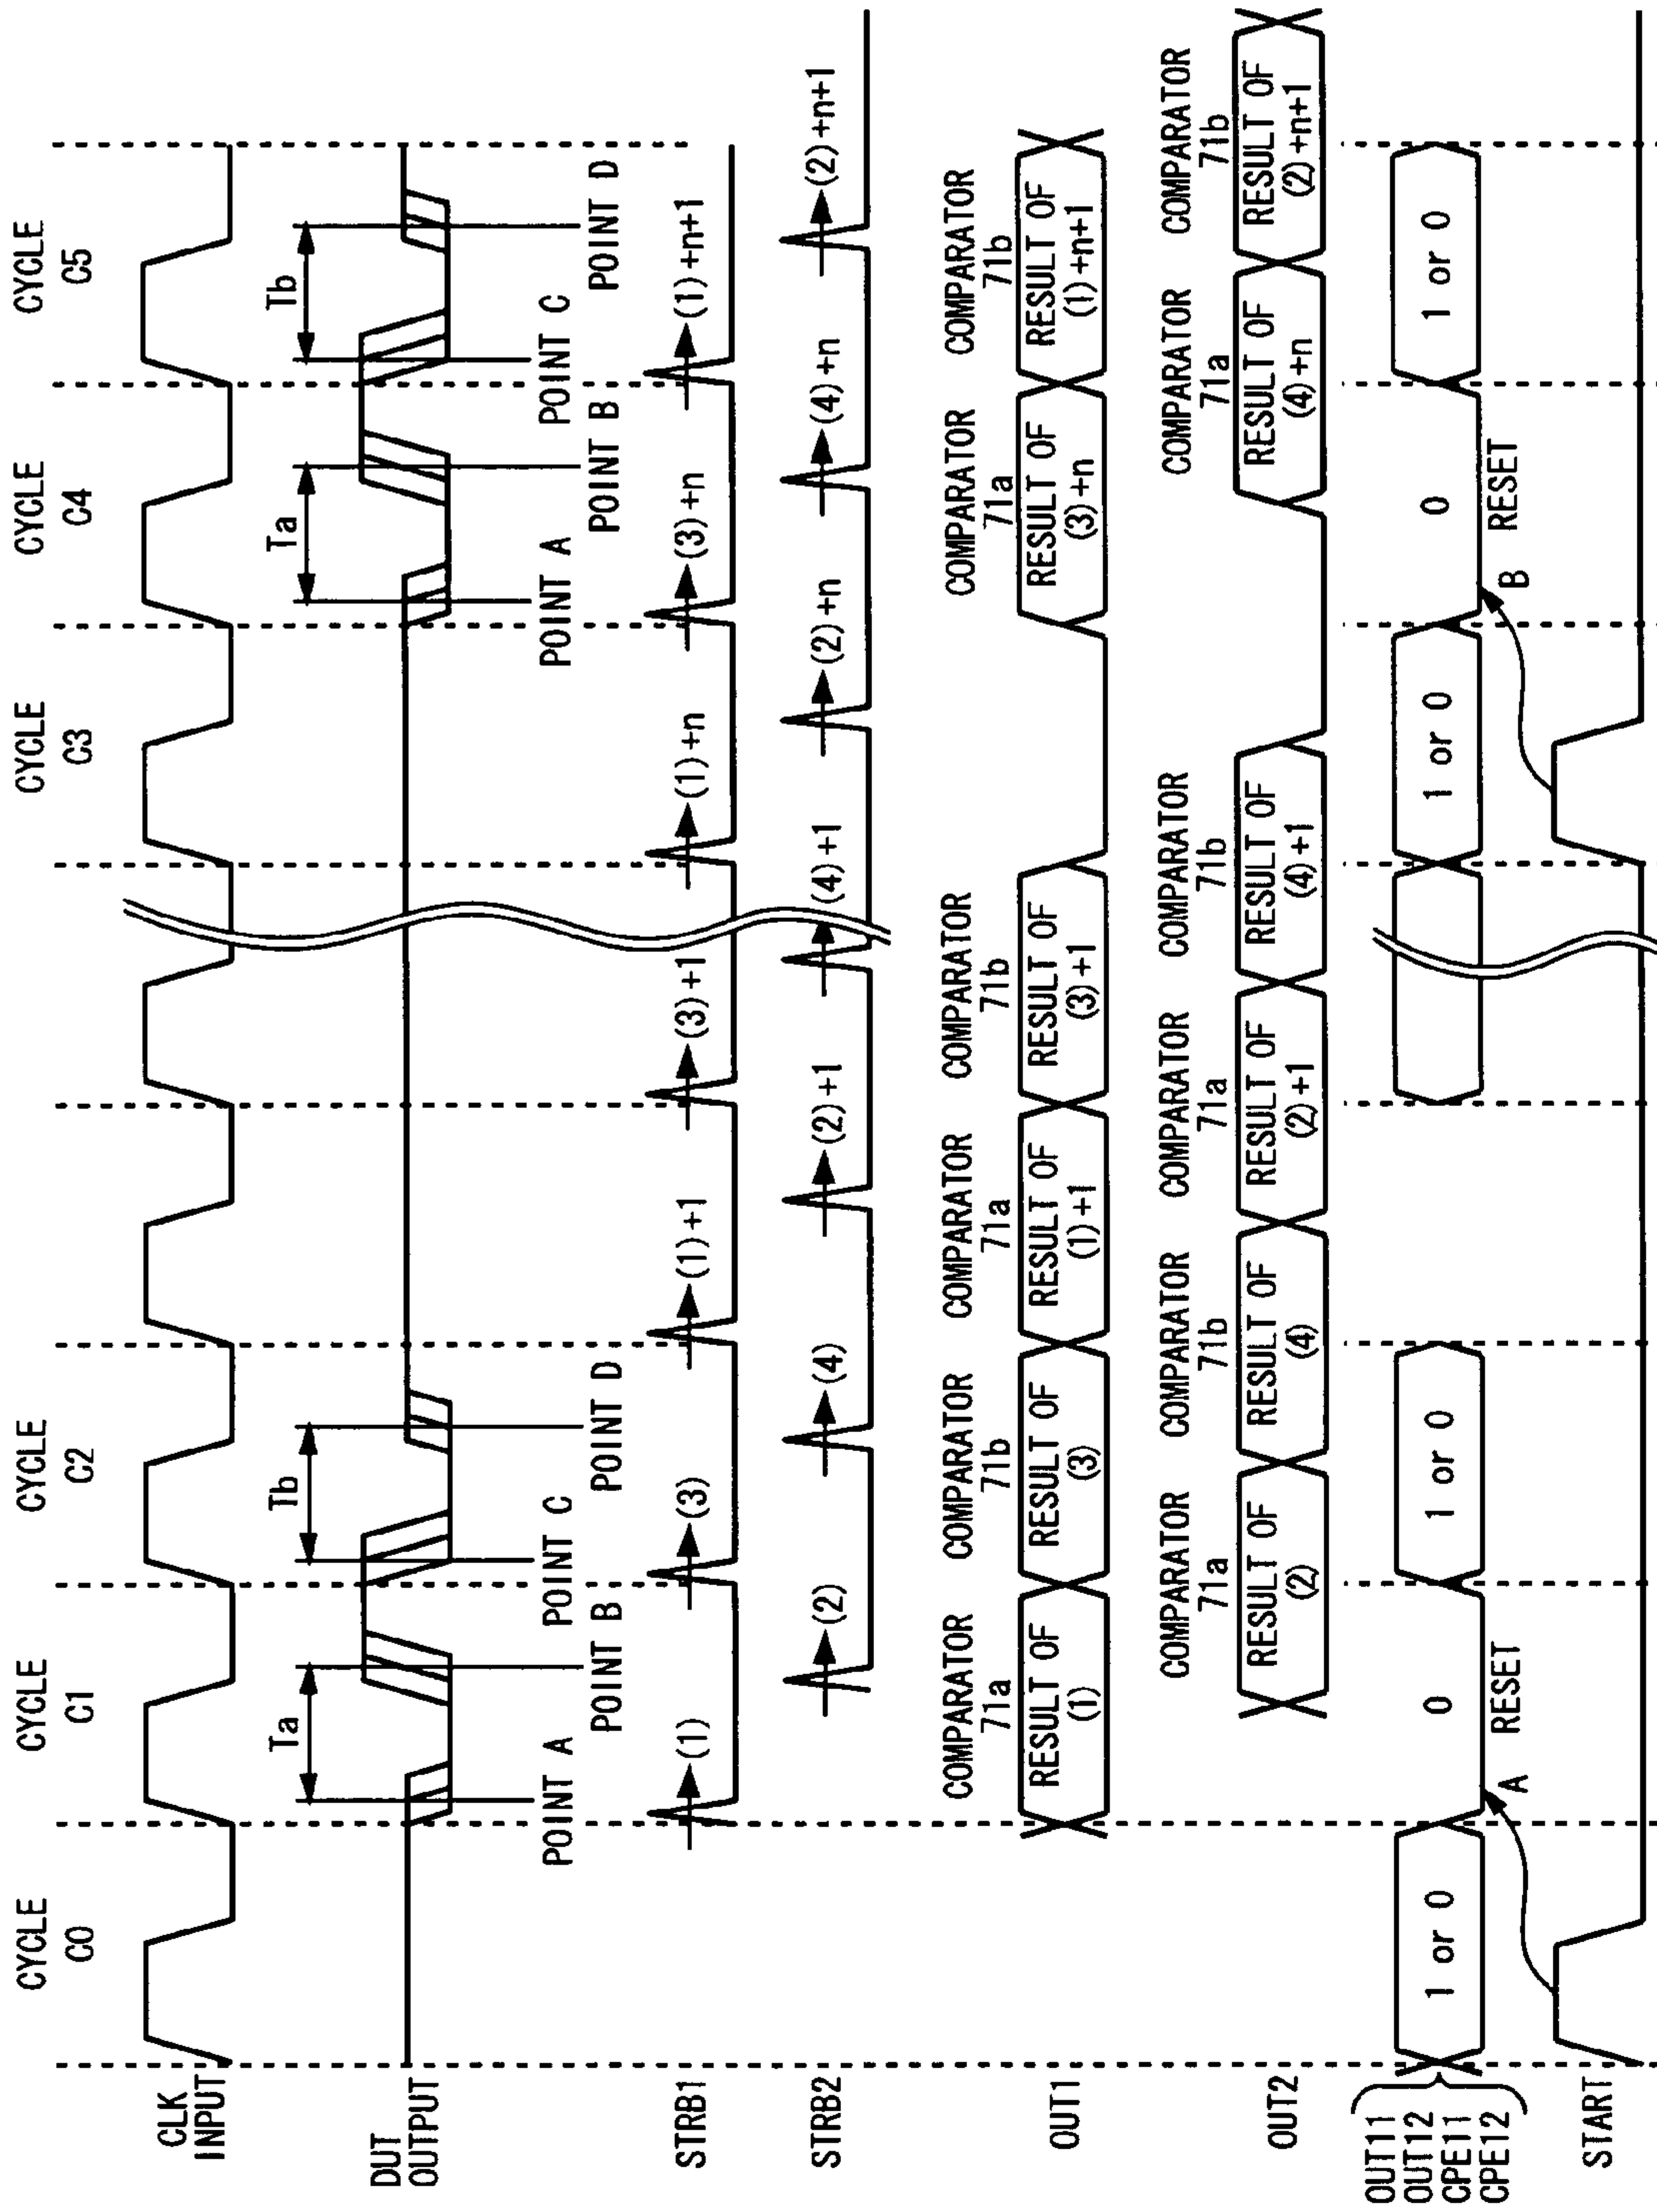 CYCLE
C0
CYCLE
C1
CYCLE
C2
CYCLE
C3
CYCLE
C4
CYCLE
C5
CLK
INPUT
DUT
OUTPUT
Ta
Tb
Ta
Tb
POINT A
POINT B
POINT C
POINT D
POINT A
POINT B
POINT C
POINT D
STRB1
(1)
(3)
(1)+1
(3)+1
(1)+n
(3)+n
(1)+n+1
STRB2
(2)
(4)
(2)+1
(4)+1
(2)+n
(4)+n
(2)+n+1
OUT1
COMPARATOR
71a
RESULT OF
(1)
COMPARATOR
71b
RESULT OF
(3)
COMPARATOR
71a
RESULT OF
(1)+1
COMPARATOR
71b
RESULT OF
(3)+1
COMPARATOR
71a
RESULT OF
(3)+n
COMPARATOR
71b
RESULT OF
(1)+n+1
OUT2
COMPARATOR
71a
RESULT OF
(2)
COMPARATOR
71b
RESULT OF
(4)
COMPARATOR
71a
RESULT OF
(2)+1
COMPARATOR
71b
RESULT OF
(4)+1
COMPARATOR
71a
RESULT OF
(4)+n
COMPARATOR
71b
RESULT OF
(2)+n+1
OUT11
OUT12
CPE11
CPE12
1 or 0
0
1 or 0
1 or 0
0
1 or 0
A
RESET
B
RESET
START